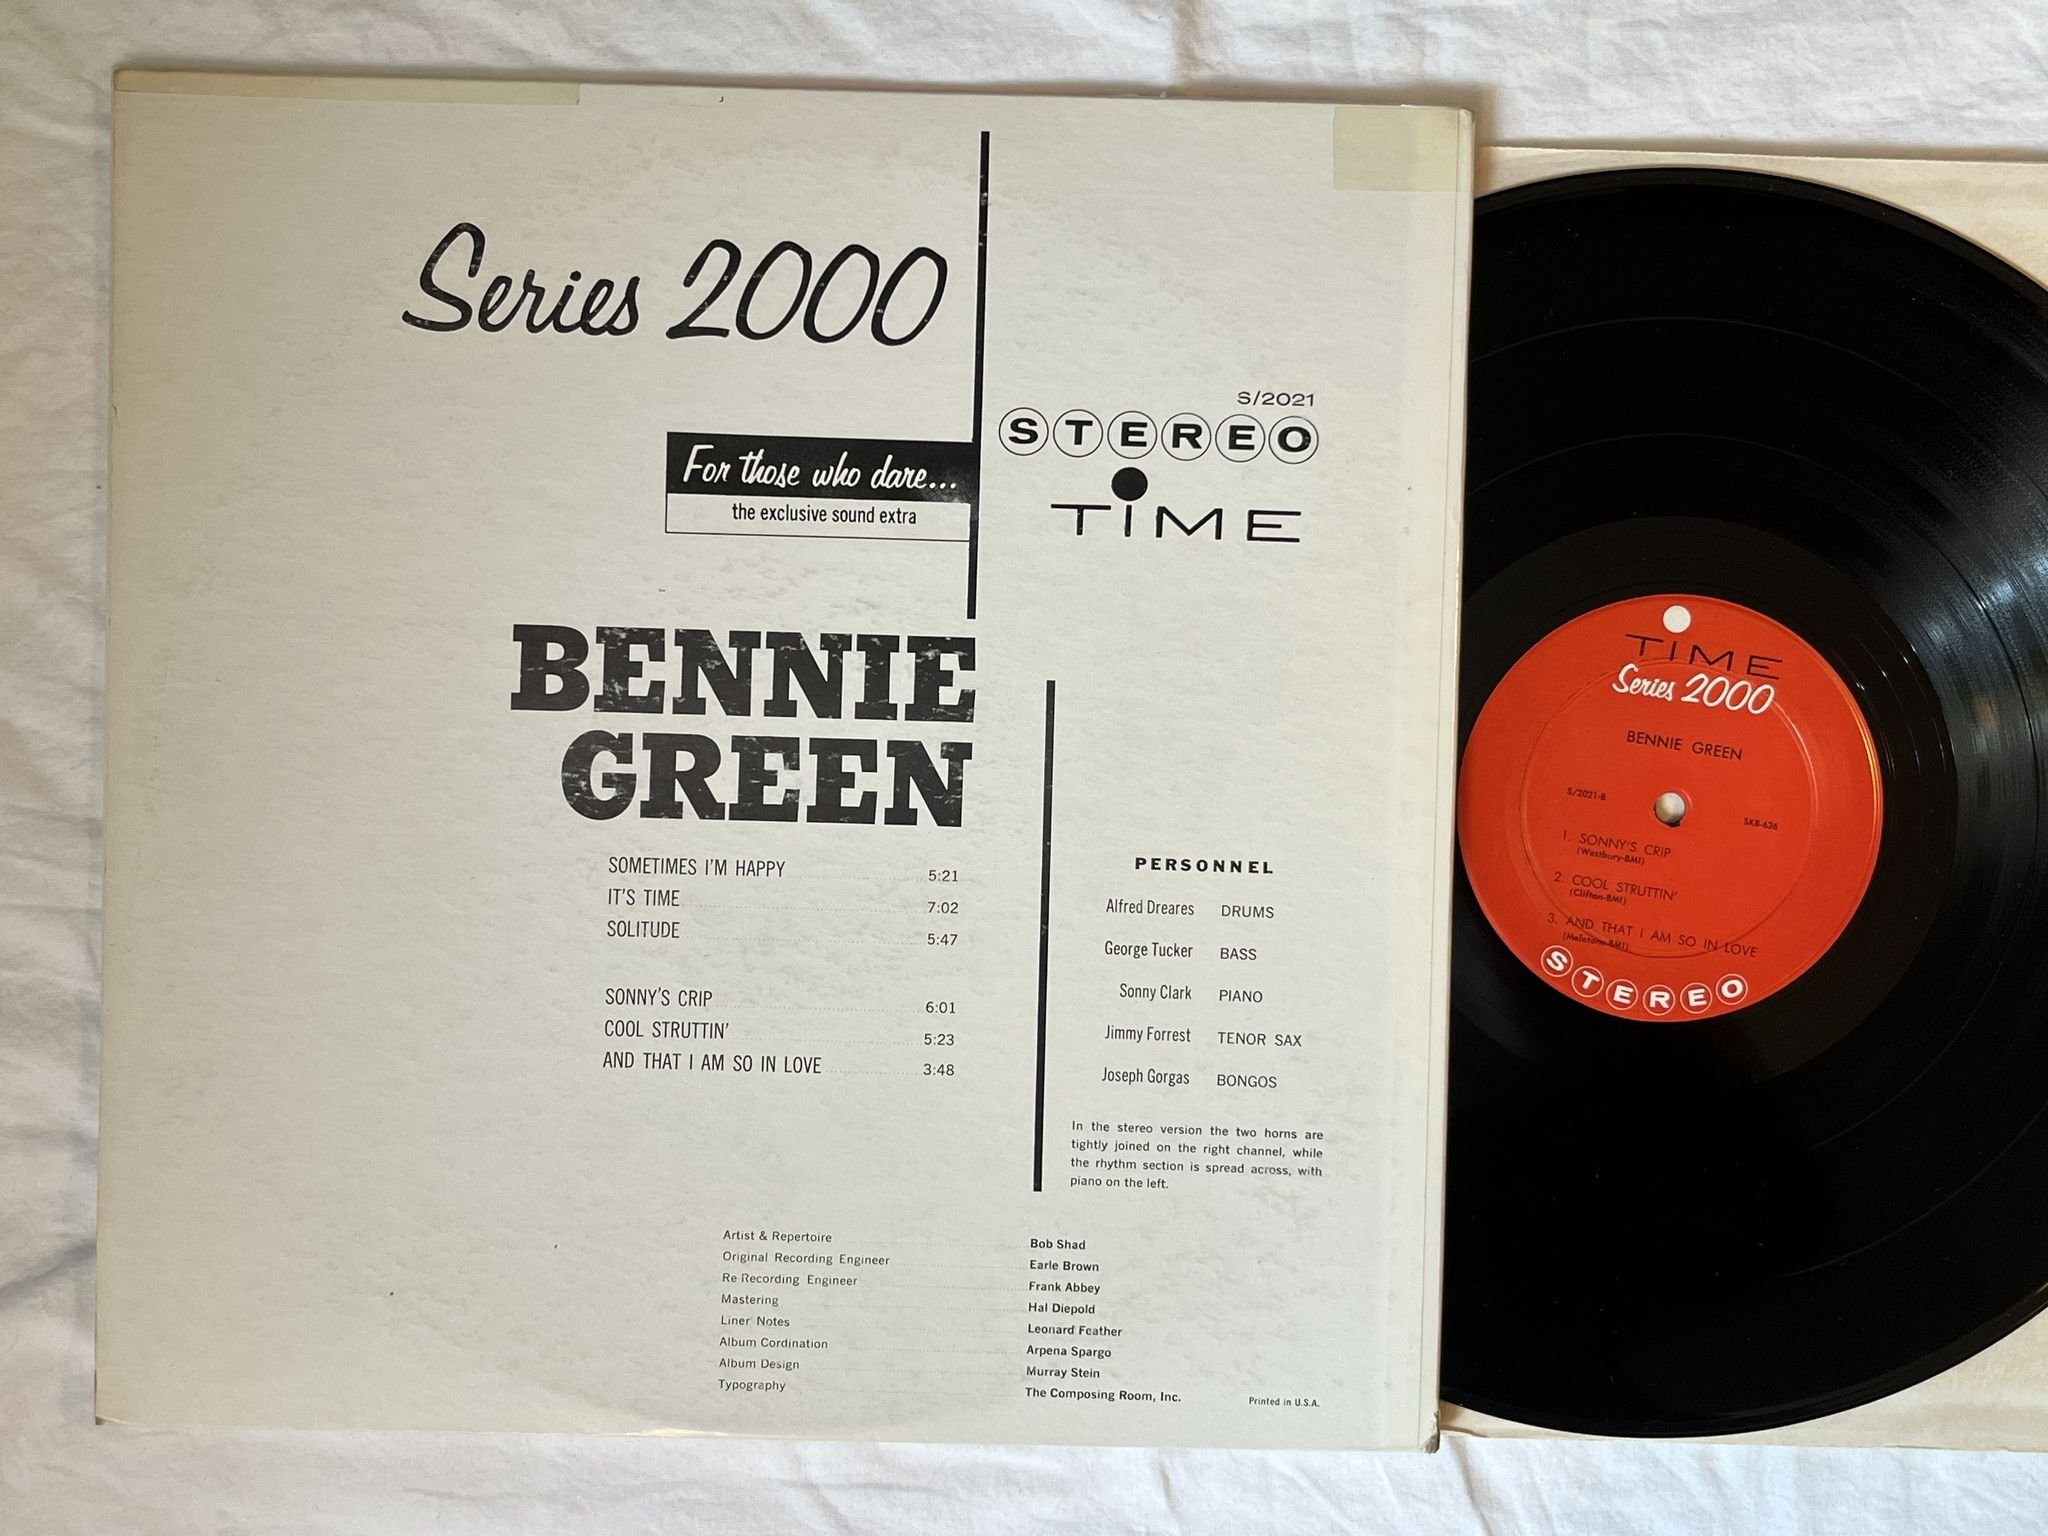 Series 2000
S/2021
STEREO
For those who dare...
the exclusive sound extra
TIME
BENNIE
GREEN
SOMETIMES I'M HAPPY 5:21
IT'S TIME 7:02
SOLITUDE 5:47
SONNY'S CRIP 6:01
COOL STRUTTIN' 5:23
AND THAT I AM SO IN LOVE 3:48
PERSONNEL
Alfred Dreares DRUMS
George Tucker BASS
Sonny Clark PIANO
Jimmy Forrest TENOR SAX
Joseph Gorgas BONGOS
In the stereo version the two horns are
tightly joined on the right channel, while
the rhythm section is spread across, with
piano on the left.
Artist & Repertoire Bob Shad
Original Recording Engineer Earle Brown
Re-Recording Engineer Frank Abbey
Mastering Hal Diepold
Liner Notes Leonard Feather
Album Cordination Arpena Spargo
Album Design Murray Stein
Typography The Composing Room, Inc.
Printed in U.S.A.
TIME
Series 2000
BENNIE GREEN
S/2021-B
SKB-636
1. SONNY'S CRIP
(Westbury-BMI)
2. COOL STRUTTIN'
(Clifton-BMI)
3. AND THAT I AM SO IN LOVE
(Melotone-BMI)
STEREO